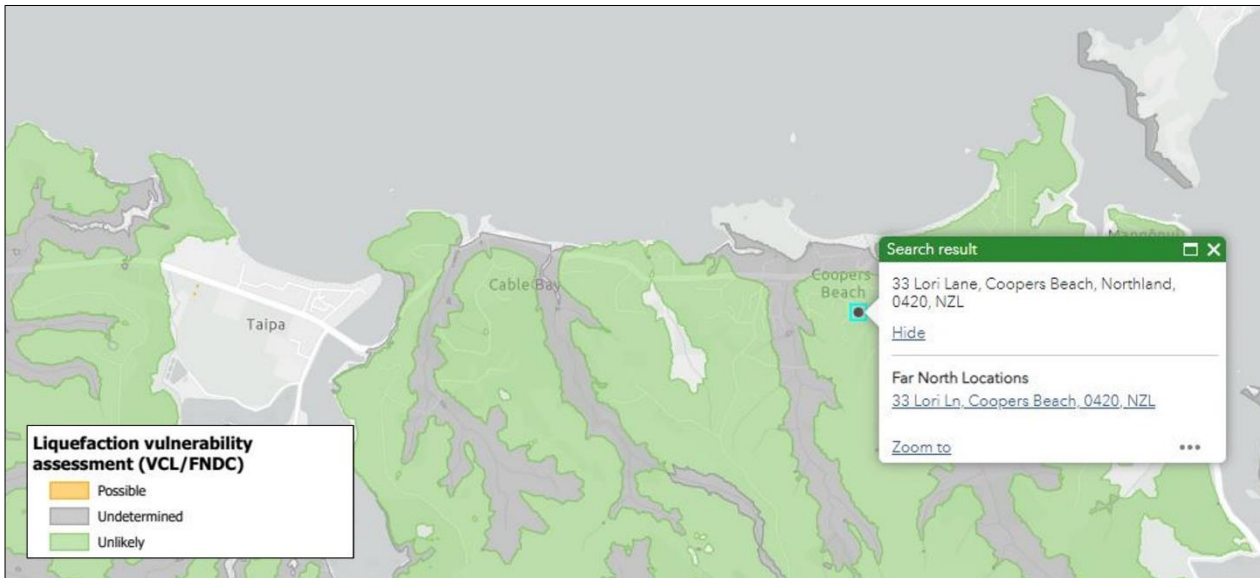 Mangōnui
Search result
33 Lori Lane, Coopers Beach, Northland,
0420, NZL
Hide
Far North Locations
33 Lori Ln, Coopers Beach, 0420, NZL
Zoom to
Coopers
Beach
Cable Bay
Taipa
Liquefaction vulnerability
assessment (VCL/FNDC)
Possible
Undetermined
Unlikely